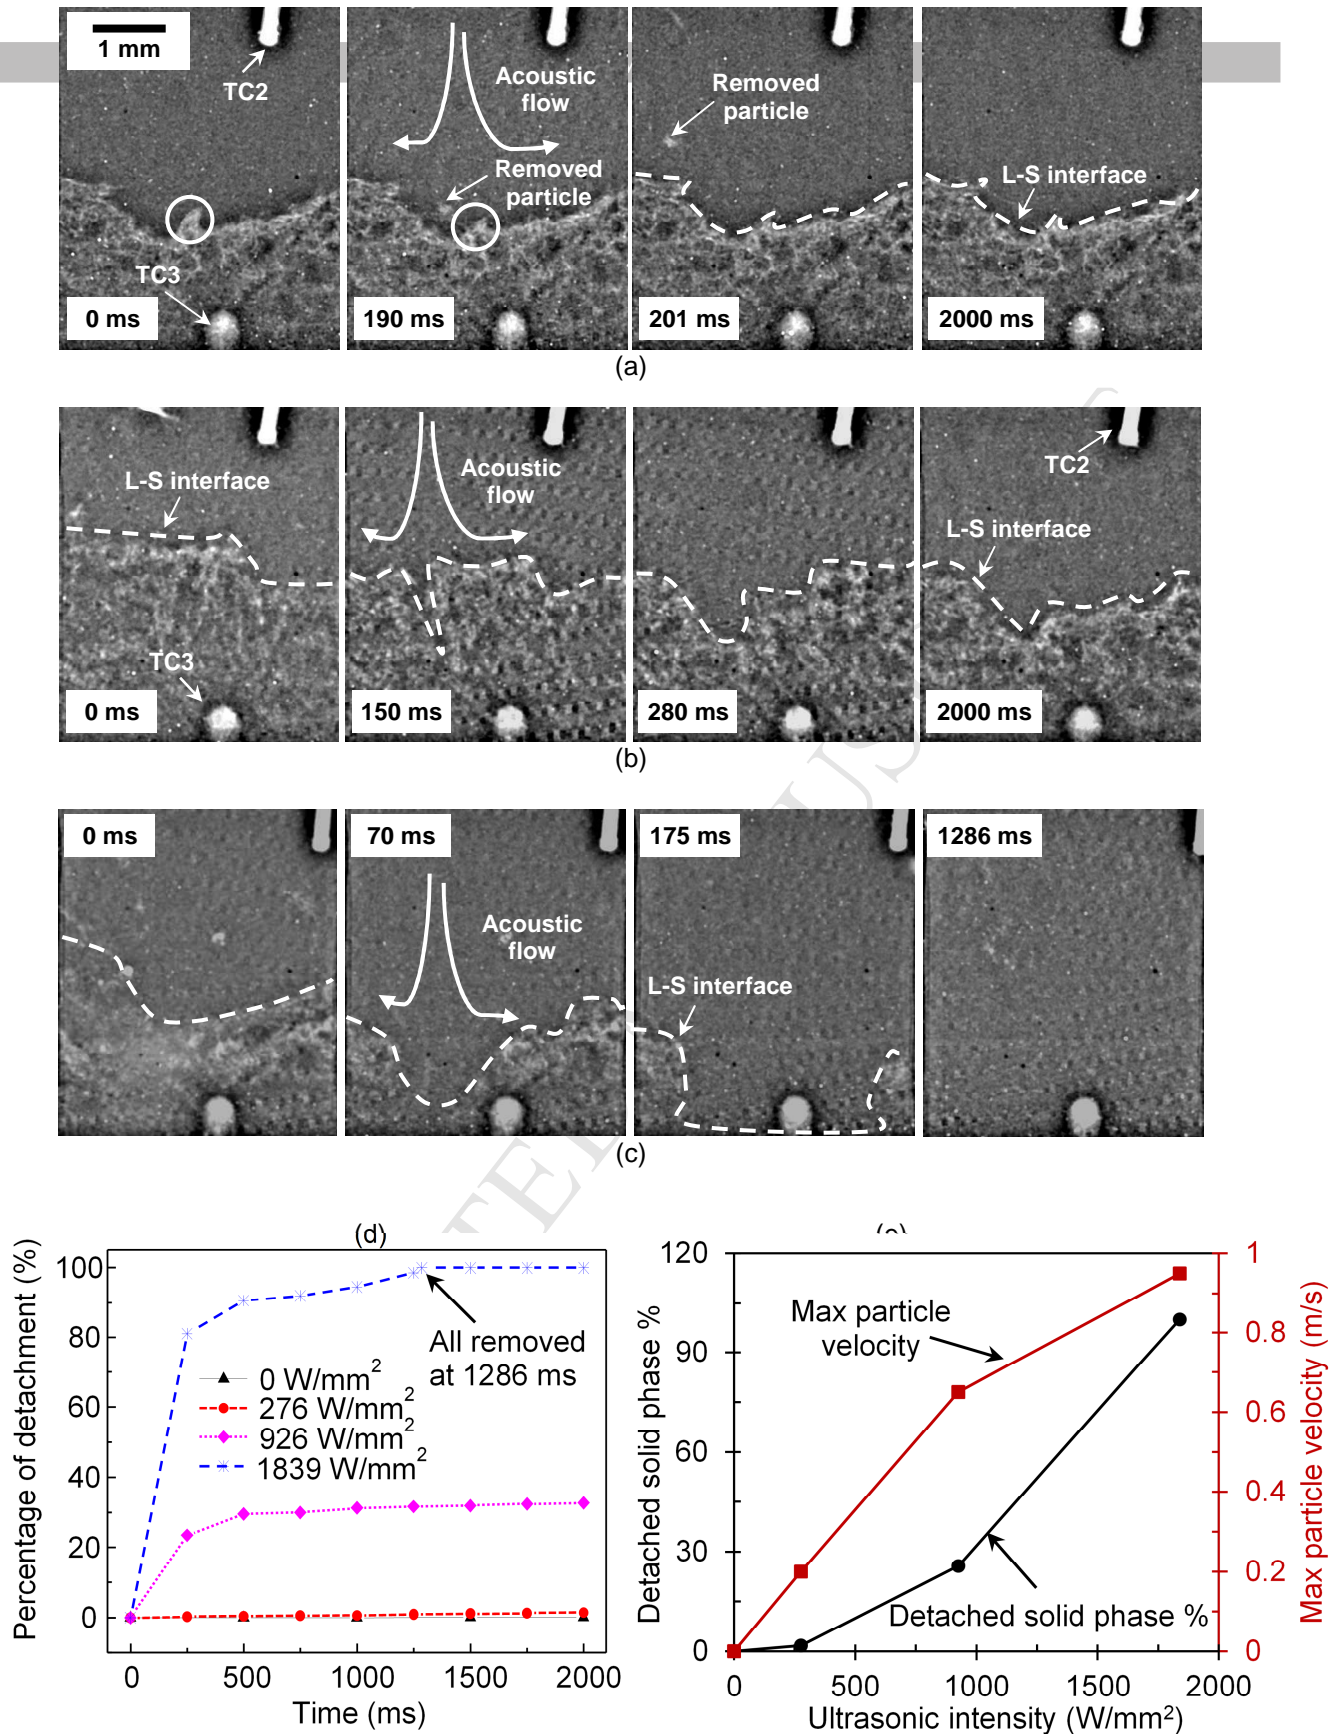 1 mm
TC2
Acoustic
flow
Removed
particle
Removed
particle
L-S interface
TC3
0 ms
190 ms
201 ms
2000 ms
(a)
L-S interface
Acoustic
flow
TC2
L-S interface
TC3
0 ms
150 ms
280 ms
2000 ms
(b)
0 ms
70 ms
175 ms
1286 ms
Acoustic
flow
L-S interface
(c)
(d)
Percentage of detachment (%)
100
80
60
40
20
0
All removed
at 1286 ms
0 W/mm²
276 W/mm²
926 W/mm²
1839 W/mm²
0
500
1000
1500
2000
Time (ms)
Detached solid phase %
120
90
60
30
0
Max particle
velocity
Detached solid phase %
1
0.8
0.6
0.4
0.2
0
Max particle velocity (m/s)
0
500
1000
1500
2000
Ultrasonic intensity (W/mm²)